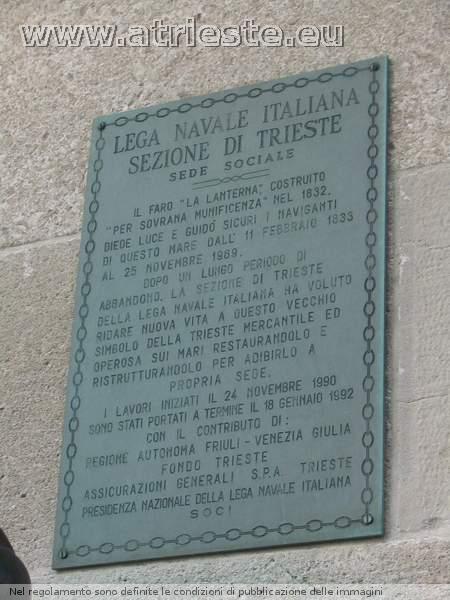 www.atrieste.eu
LEGA NAVALE ITALIANA
SEZIONE DI TRIESTE
SEDE SOCIALE
IL FARO "LA LANTERNA", COSTRUITO
"PER SOVRANA MUNIFICENZA" NEL 1832,
DIEDE LUCE E GUIDÒ SICURI I NAVIGANTI
DI QUESTO MARE DALL' 11 FEBBRAIO 1833
AL 25 NOVEMBRE 1969.
DOPO UN LUNGO PERIODO DI
ABBANDONO, LA SEZIONE DI TRIESTE
DELLA LEGA NAVALE ITALIANA HA VOLUTO
RIDARE NUOVA VITA A QUESTO VECCHIO
SIMBOLO DELLA TRIESTE MERCANTILE ED
OPEROSA SUI MARI RESTAURANDOLO E
RISTRUTTURANDOLO PER ADIBIRLO A
PROPRIA SEDE.
I LAVORI INIZIATI IL 24 NOVEMBRE 1990
SONO STATI PORTATI A TERMINE IL 18 GENNAIO 1992
CON IL CONTRIBUTO DI:
REGIONE AUTONOMA FRIULI - VENEZIA GIULIA
FONDO TRIESTE
ASSICURAZIONI GENERALI S.P.A. TRIESTE
PRESIDENZA NAZIONALE DELLA LEGA NAVALE ITALIANA
SOCI
Nel regolamento sono definite le condizioni di pubblicazione delle immagini